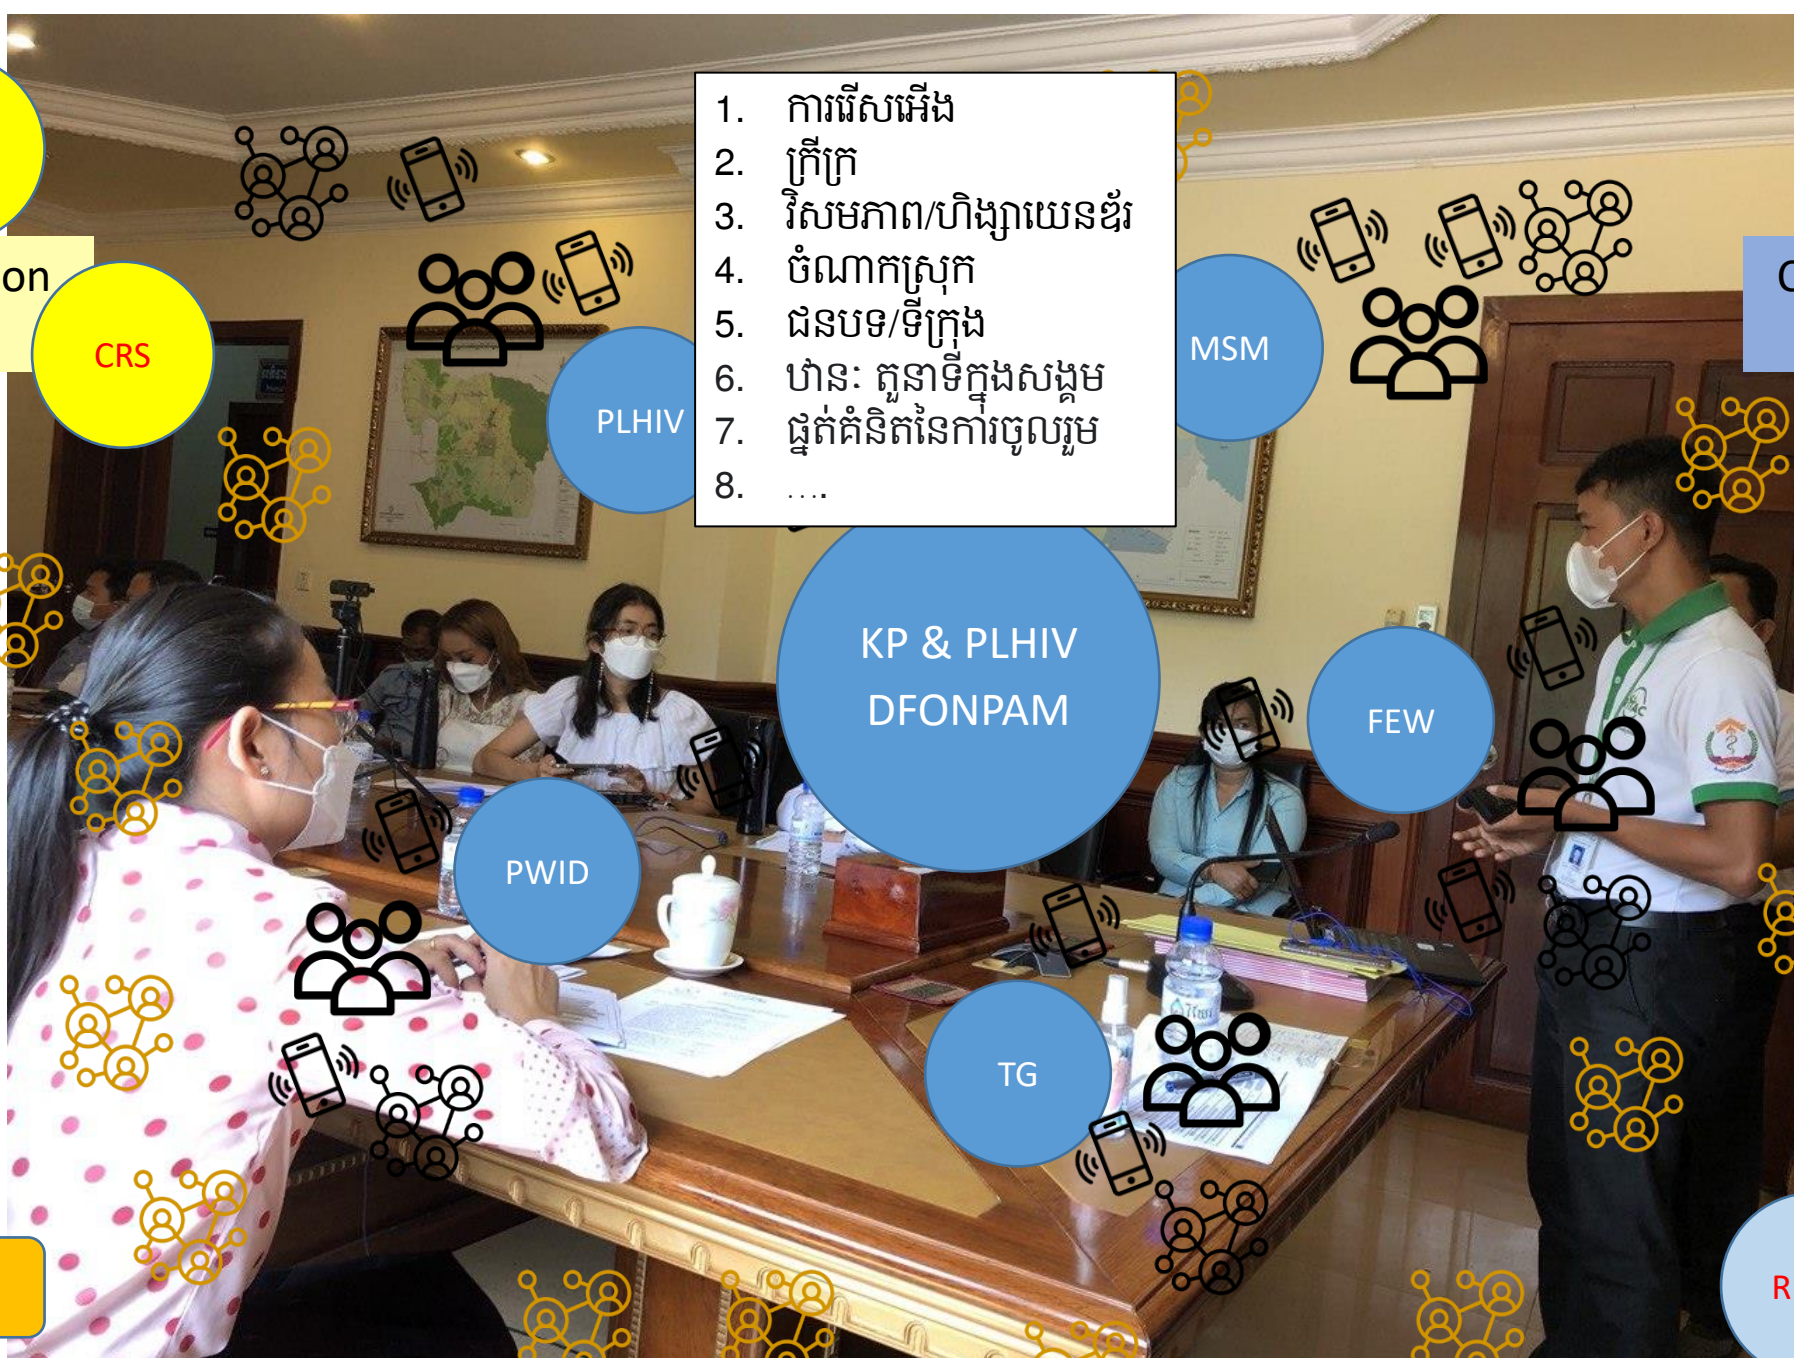 1. ការរើសអើង
2. ក្រីក្រ
3. វិសមភាព/ហិង្សាយេនឌ័រ
4. ចំណាកស្រុក
5. ជនបទ/ទីក្រុង
6. ឋានៈ តួនាទីក្នុងសង្គម
7. ផ្នត់គំនិតនៃការចូលរួម
8. ….
on
CRS
PLHIV
MSM
KP & PLHIV
DFONPAM
FEW
PWID
TG
R